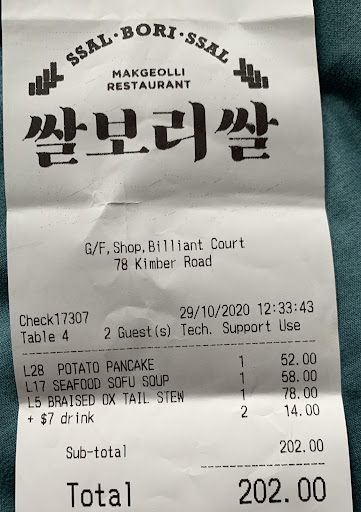 SSAL·BORI·SSAL
MAKGEOLLI
RESTAURANT
쌀보리쌀
G/F,Shop,Billiant Court
78 Kimber Road
Check17307 29/10/2020 12:33:43
Table 4 2 Guest(s) Tech. Support Use
L28 POTATO PANCAKE 1 52.00
L17 SEAFOOD SOFU SOUP 1 58.00
L5 BRAISED OX TAIL STEW 1 78.00
+ $7 drink 2 14.00
Sub-total 202.00
Total 202.00